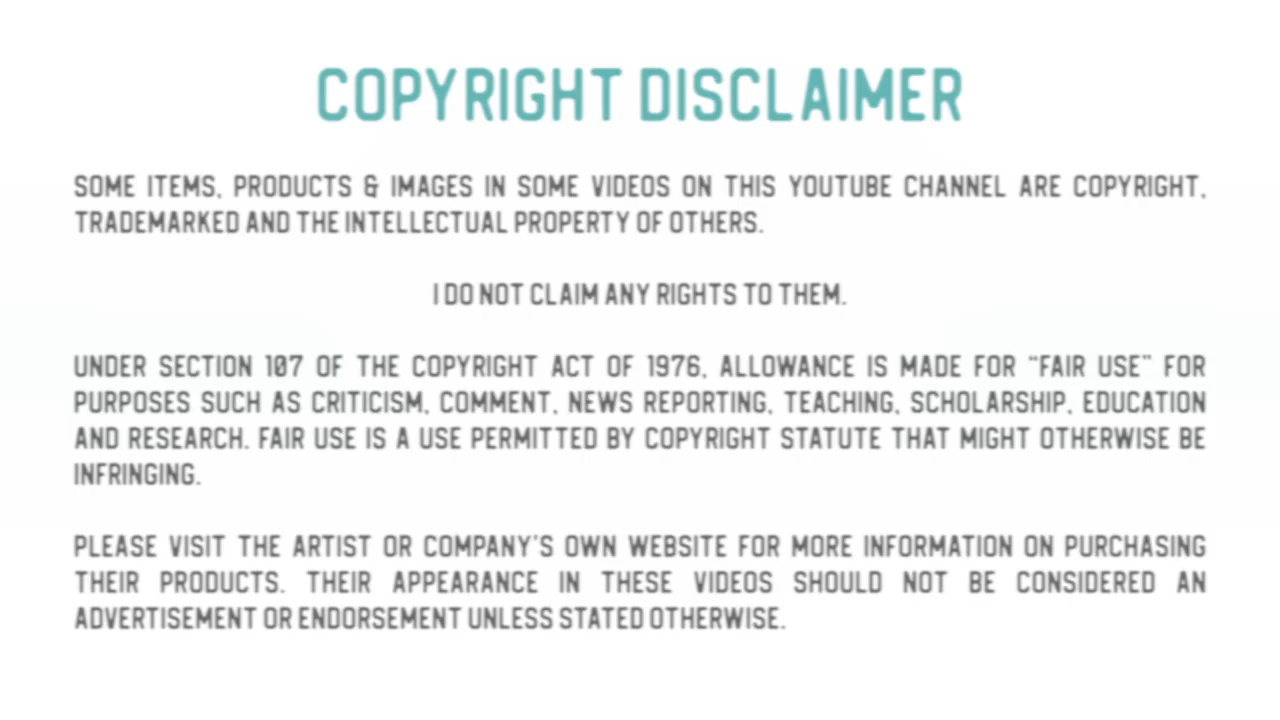 COPYRIGHT DISCLAIMER
SOME ITEMS, PRODUCTS & IMAGES IN SOME VIDEOS ON THIS YOUTUBE CHANNEL ARE COPYRIGHT,
TRADEMARKED AND THE INTELLECTUAL PROPERTY OF OTHERS.
I DO NOT CLAIM ANY RIGHTS TO THEM.
UNDER SECTION 107 OF THE COPYRIGHT ACT OF 1976, ALLOWANCE IS MADE FOR “FAIR USE” FOR
PURPOSES SUCH AS CRITICISM, COMMENT, NEWS REPORTING, TEACHING, SCHOLARSHIP, EDUCATION
AND RESEARCH. FAIR USE IS A USE PERMITTED BY COPYRIGHT STATUTE THAT MIGHT OTHERWISE BE
INFRINGING.
PLEASE VISIT THE ARTIST OR COMPANY'S OWN WEBSITE FOR MORE INFORMATION ON PURCHASING
THEIR PRODUCTS. THEIR APPEARANCE IN THESE VIDEOS SHOULD NOT BE CONSIDERED AN
ADVERTISEMENT OR ENDORSEMENT UNLESS STATED OTHERWISE.